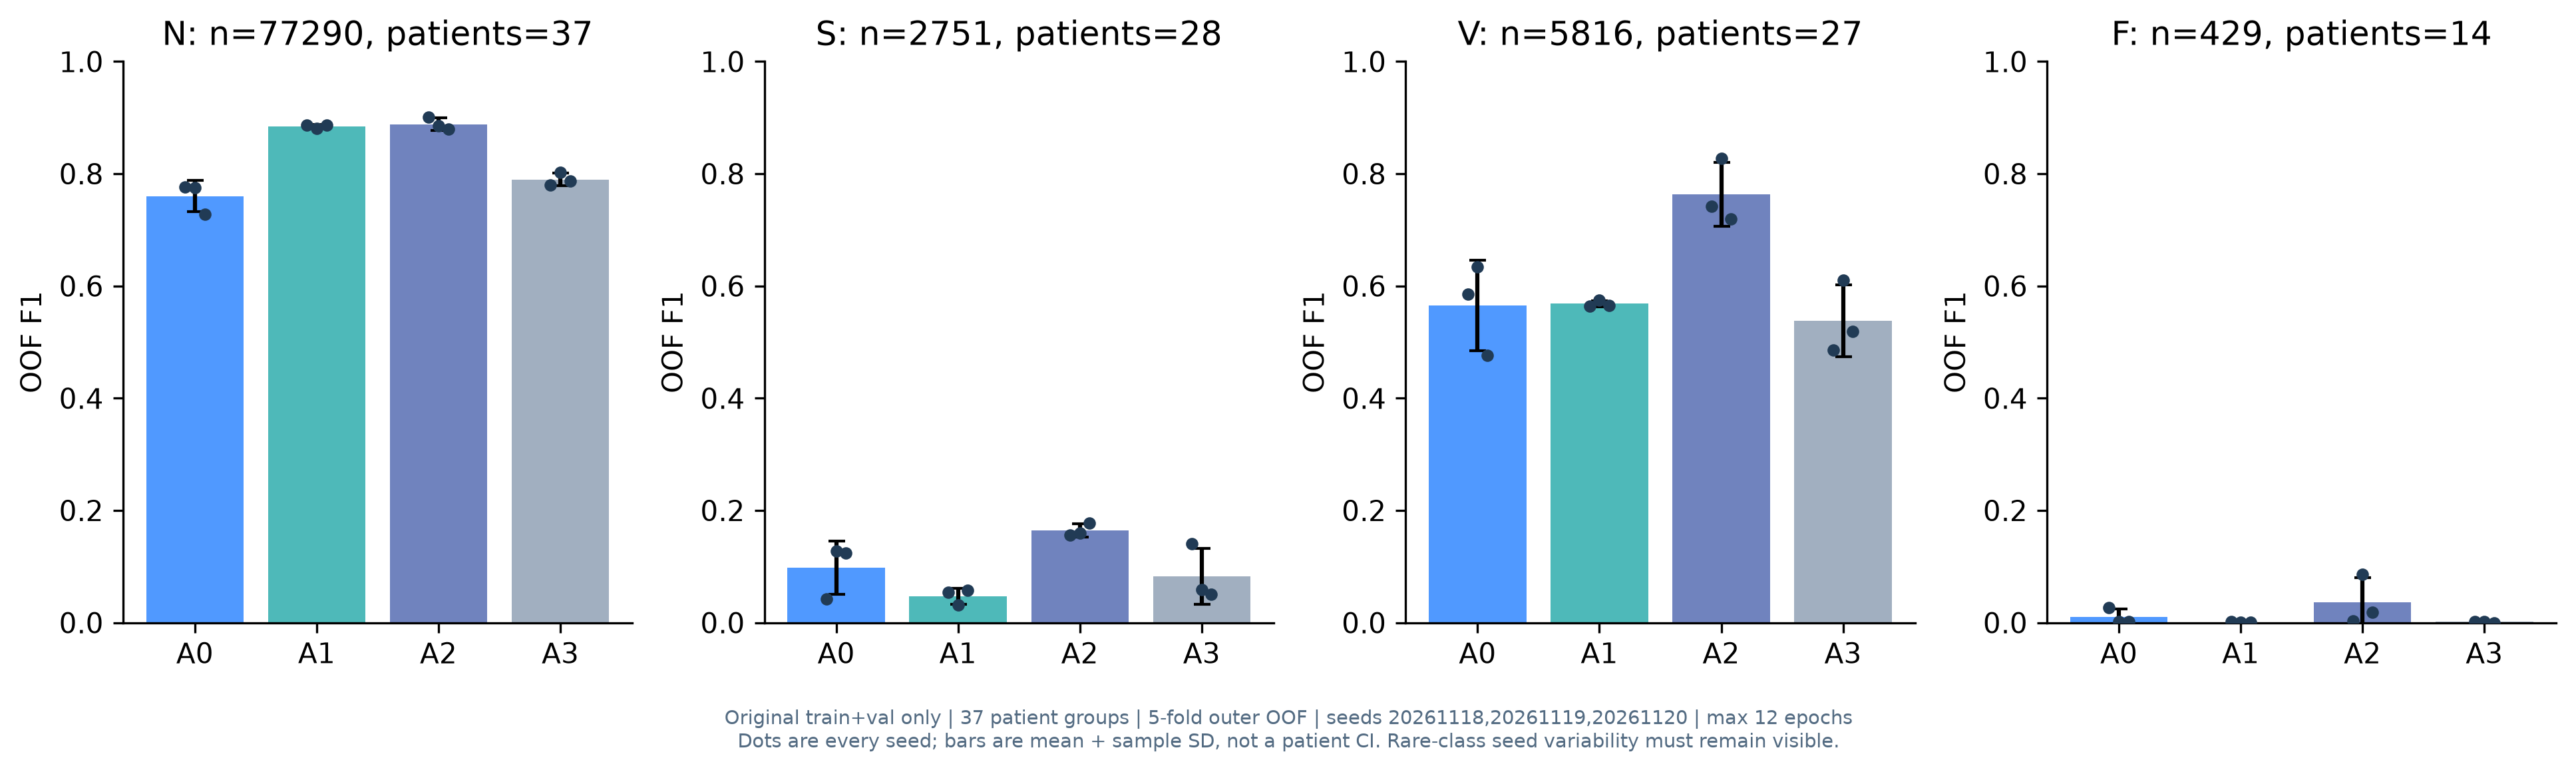 N: n=77290, patients=37
1.0
0.8
0.6
0.4
0.2
0.0
OOF F1
A0 A1 A2 A3
S: n=2751, patients=28
1.0
0.8
0.6
0.4
0.2
0.0
OOF F1
A0 A1 A2 A3
V: n=5816, patients=27
1.0
0.8
0.6
0.4
0.2
0.0
OOF F1
A0 A1 A2 A3
F: n=429, patients=14
1.0
0.8
0.6
0.4
0.2
0.0
OOF F1
A0 A1 A2 A3
Original train+val only | 37 patient groups | 5-fold outer OOF | seeds 20261118,20261119,20261120 | max 12 epochs
Dots are every seed; bars are mean + sample SD, not a patient CI. Rare-class seed variability must remain visible.